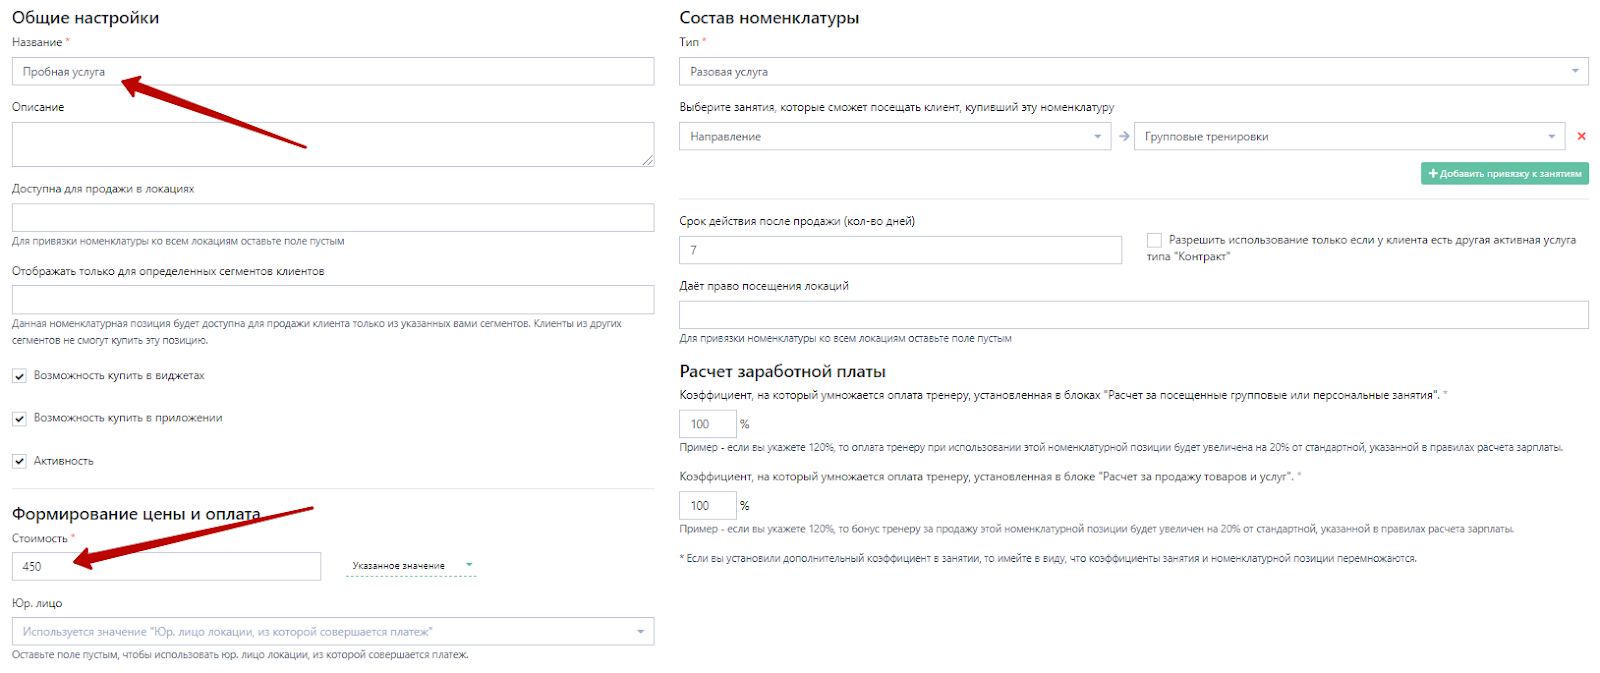 Общие настройки
Название *
Пробная услуга
Описание
Доступна для продажи в локациях
Для привязки номенклатуры ко всем локациям оставьте поле пустым
Отображать только для определенных сегментов клиентов
Данная номенклатурная позиция будет доступна для продажи клиента только из указанных вами сегментов. Клиенты из других
сегментов не смогут купить эту позицию.
Возможность купить в виджетах
Возможность купить в приложении
Активность
Формирование цены и оплата
Стоимость *
450
Указанное значение
Юр. лицо
Используется значение "Юр. лицо локации, из которой совершается платеж"
Оставьте поле пустым, чтобы использовать юр. лицо локации, из которой совершается платеж.
Состав номенклатуры
Тип *
Разовая услуга
Выберите занятия, которые сможет посещать клиент, купивший эту номенклатуру
Направление
Групповые тренировки
Добавить привязку к занятиям
Срок действия после продажи (кол-во дней)
7
Разрешить использование только если у клиента есть другая активная услуга
типа "Контракт"
Даёт право посещения локаций
Для привязки номенклатуры ко всем локациям оставьте поле пустым
Расчет заработной платы
Коэффициент, на который умножается оплата тренеру, установленная в блоках "Расчет за посещенные групповые или персональные занятия". *
100 %
Пример - если вы укажете 120%, то оплата тренеру при использовании этой номенклатурной позиции будет увеличена на 20% от стандартной, указанной в правилах расчета зарплаты.
Коэффициент, на который умножается оплата тренеру, установленная в блоке "Расчет за продажу товаров и услуг". *
100 %
Пример - если вы укажете 120%, то бонус тренеру за продажу этой номенклатурной позиции будет увеличен на 20% от стандартной, указанной в правилах расчета зарплаты.
* Если вы установили дополнительный коэффициент в занятии, то имейте в виду, что коэффициенты занятия и номенклатурной позиции перемножаются.